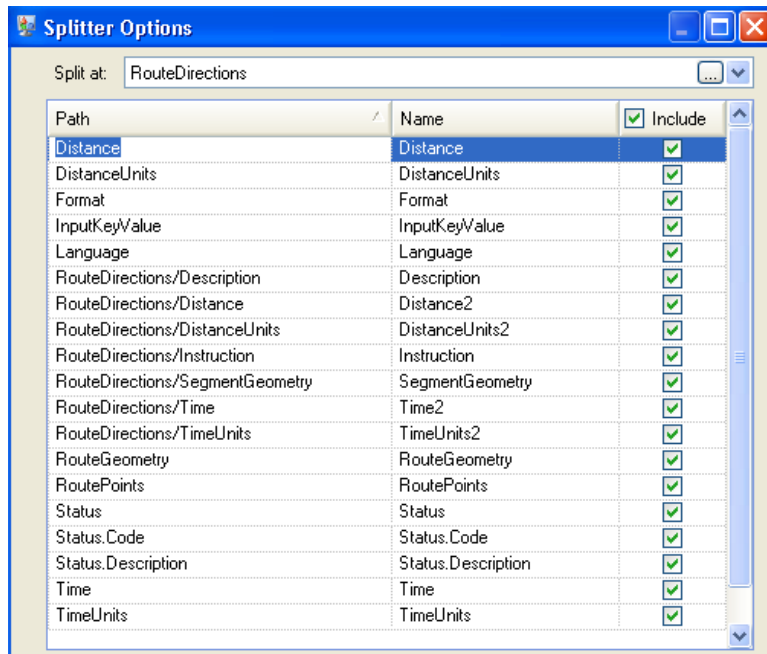 Splitter Options
Split at: RouteDirections ...
Path Name Include
Distance Distance
DistanceUnits DistanceUnits
Format Format
InputKeyValue InputKeyValue
Language Language
RouteDirections/Description Description
RouteDirections/Distance Distance2
RouteDirections/DistanceUnits DistanceUnits2
RouteDirections/Instruction Instruction
RouteDirections/SegmentGeometry SegmentGeometry
RouteDirections/Time Time2
RouteDirections/TimeUnits TimeUnits2
RouteGeometry RouteGeometry
RoutePoints RoutePoints
Status Status
Status.Code Status.Code
Status.Description Status.Description
Time Time
TimeUnits TimeUnits